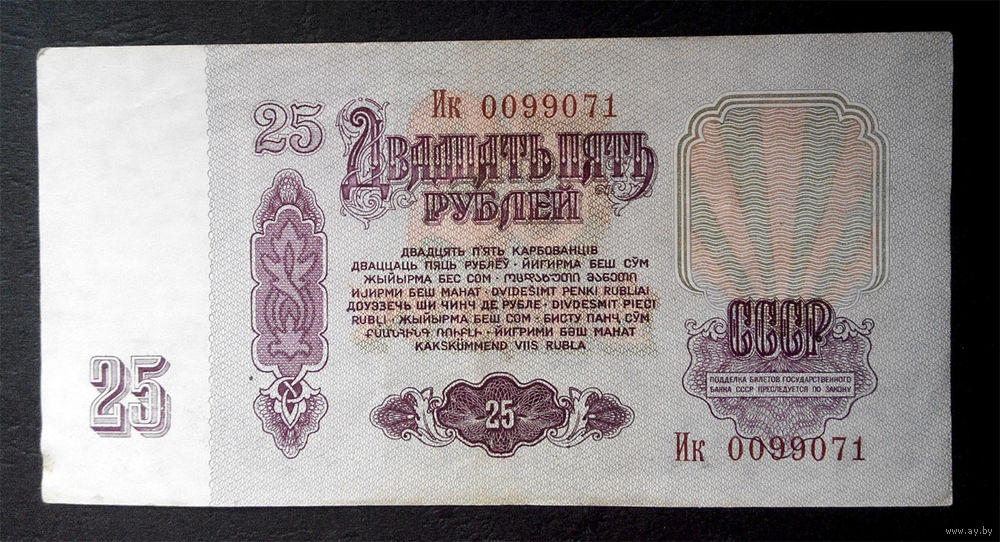 Ик 0099071
25
Двадцать пять
рублей
ДВАДЦЯТЬ П'ЯТЬ КАРБОВАНЦІВ
ДВАЦЦАЦЬ ПЯЦЬ РУБЛЁЎ · ЙИГИРМА БЕШ СЎМ
ЖЫЙЫРМА БЕС СОМ · ᲝᲪᲓᲐᲮᲣᲗᲘ ᲛᲐᲜᲔᲗᲘ
ИЈИРМИ БЕШ МАНАТ · DVIDEŠIMT PENKI RUBLIAI
ДОУЭЗЕЧЬ ШИ ЧИНЧ ДЕ РУБЛЕ · DIVDESMIT PIECI
RUBĻI · ЖЫЙЫРМА БЕШ СОМ · БИСТУ ПАНҶ СӮМ
ՔՍԱՆՀԻՆԳ ՌՈՒԲԼԻ · ЙИГРИМИ БӘШ МАНАТ
KAKSKÜMMEND VIIS RUBLA
СССР
ПОДДЕЛКА БИЛЕТОВ ГОСУДАРСТВЕННОГО
БАНКА СССР ПРЕСЛЕДУЕТСЯ ПО ЗАКОНУ
25
25
Ик 0099071
www.ay.by